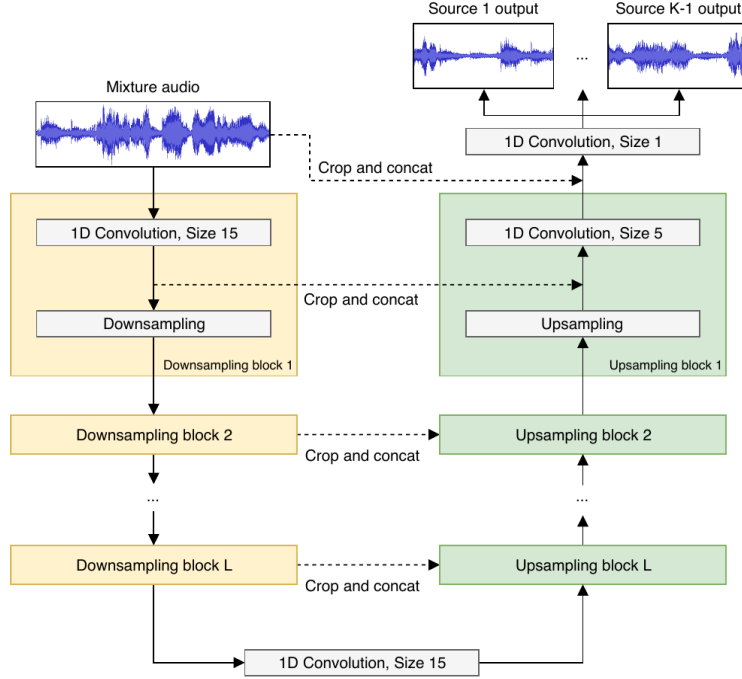 Source 1 output
...
Source K-1 output
Mixture audio
1D Convolution, Size 1
Crop and concat
1D Convolution, Size 15
1D Convolution, Size 5
Crop and concat
Downsampling
Upsampling
Downsampling block 1
Upsampling block 1
Downsampling block 2
Upsampling block 2
Crop and concat
...
...
Downsampling block L
Upsampling block L
Crop and concat
1D Convolution, Size 15